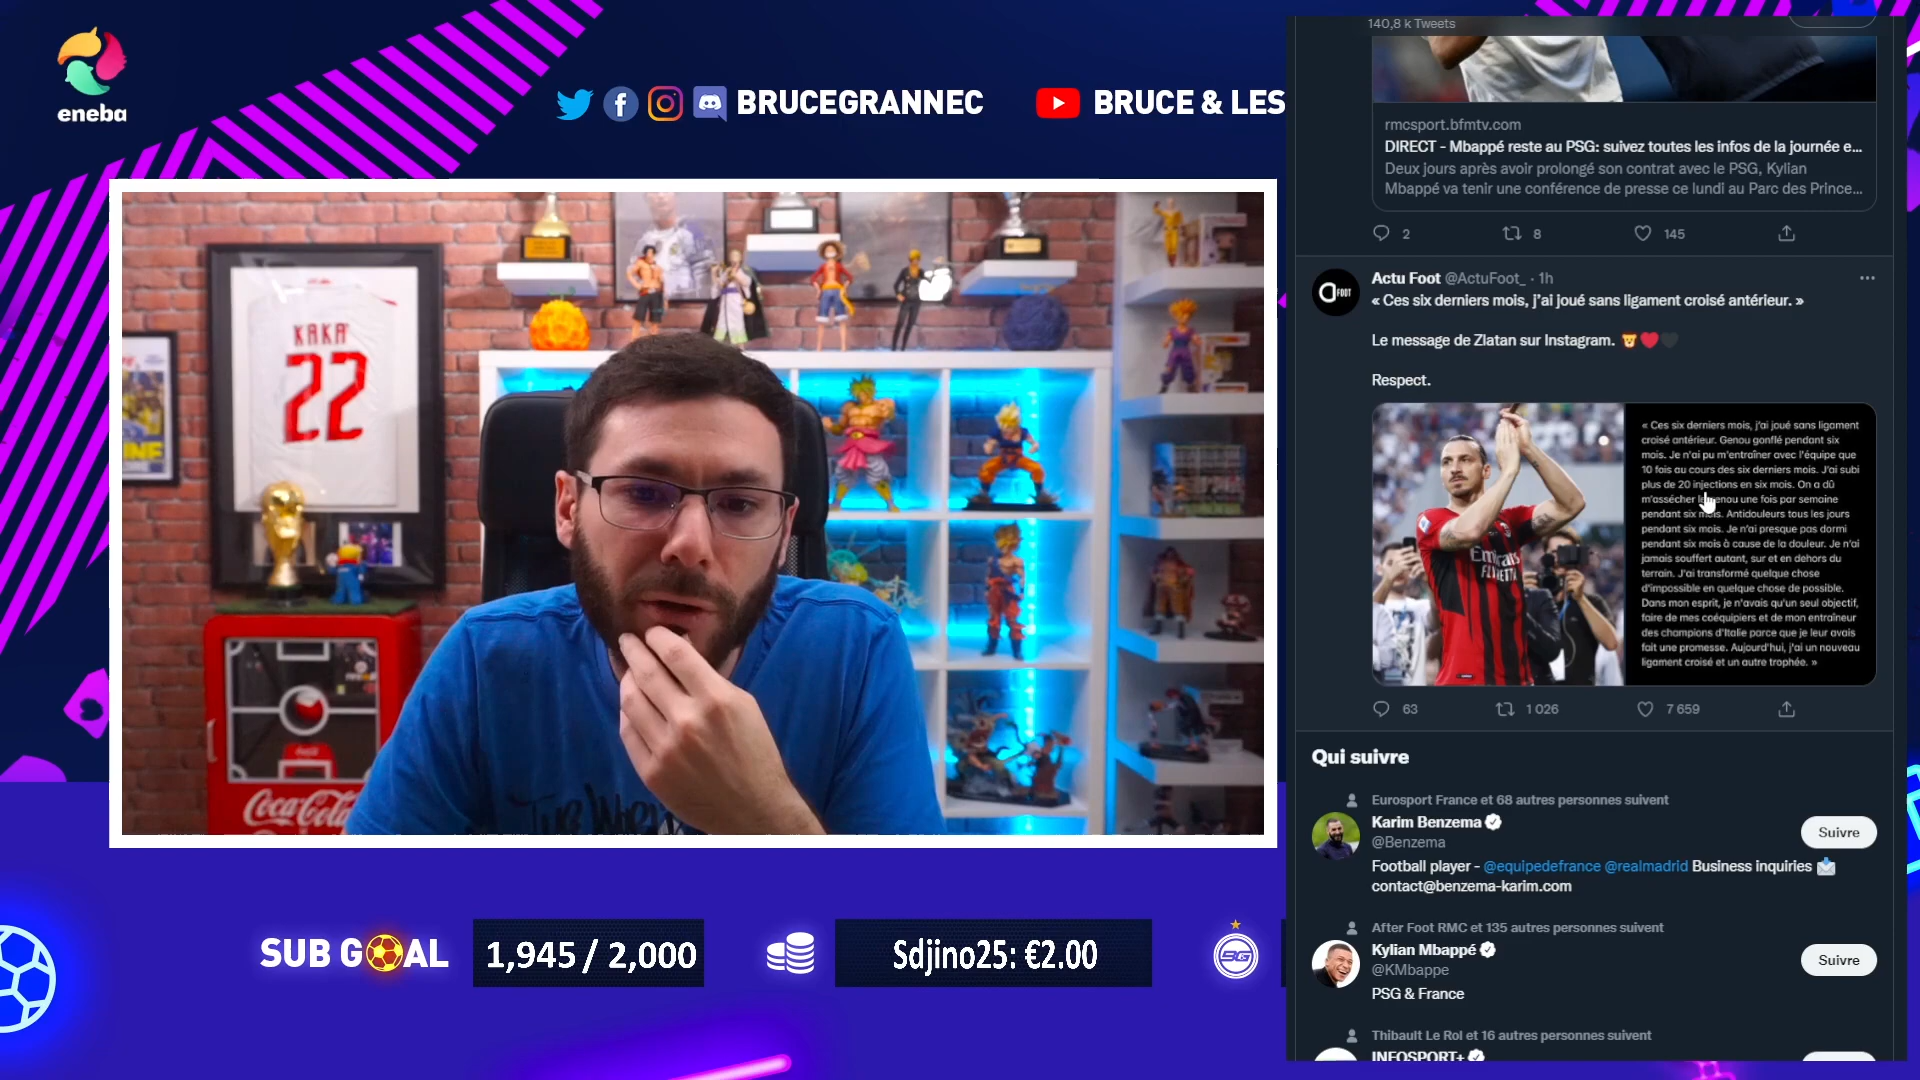 eneba
BRUCEGRANNEC
BRUCE & LES
KAKA'
22
Coca-Cola
SUB GOAL
1,945 / 2,000
Sdjino25: €2.00
140,8 k Tweets
rmcsport.bfmtv.com
DIRECT - Mbappé reste au PSG: suivez toutes les infos de la journée e...
Deux jours après avoir prolongé son contrat avec le PSG, Kylian
Mbappé va tenir une conférence de presse ce lundi au Parc des Prince...
2
8
145
FOOT
Actu Foot @ActuFoot_ · 1h
« Ces six derniers mois, j'ai joué sans ligament croisé antérieur. »
Le message de Zlatan sur Instagram.
Respect.
Emirates
« Ces six derniers mois, j'ai joué sans ligament
croisé antérieur. Genou gonflé pendant six
mois. Je n'ai pu m'entraîner avec l'équipe que
10 fois au cours des six derniers mois. J'ai subi
plus de 20 injections en six mois. On a dû
m'assécher le genou une fois par semaine
pendant six mois. Antidouleurs tous les jours
pendant six mois. Je n'ai presque pas dormi
pendant six mois à cause de la douleur. Je n'ai
jamais souffert autant, sur et en dehors du
terrain. J'ai transformé quelque chose
d'impossible en quelque chose de possible.
Dans mon esprit, je n'avais qu'un seul objectif,
faire de mes coéquipiers et de mon entraîneur
des champions d'Italie parce que je leur avais
fait une promesse. Aujourd'hui, j'ai un nouveau
ligament croisé et un autre trophée. »
63
1 026
7 659
Qui suivre
Eurosport France et 68 autres personnes suivent
Karim Benzema
@Benzema
Suivre
Football player - @equipedefrance @realmadrid Business inquiries
contact@benzema-karim.com
After Foot RMC et 135 autres personnes suivent
Kylian Mbappé
@KMbappe
Suivre
PSG & France
Thibault Le Rol et 16 autres personnes suivent
INFOSPORT+